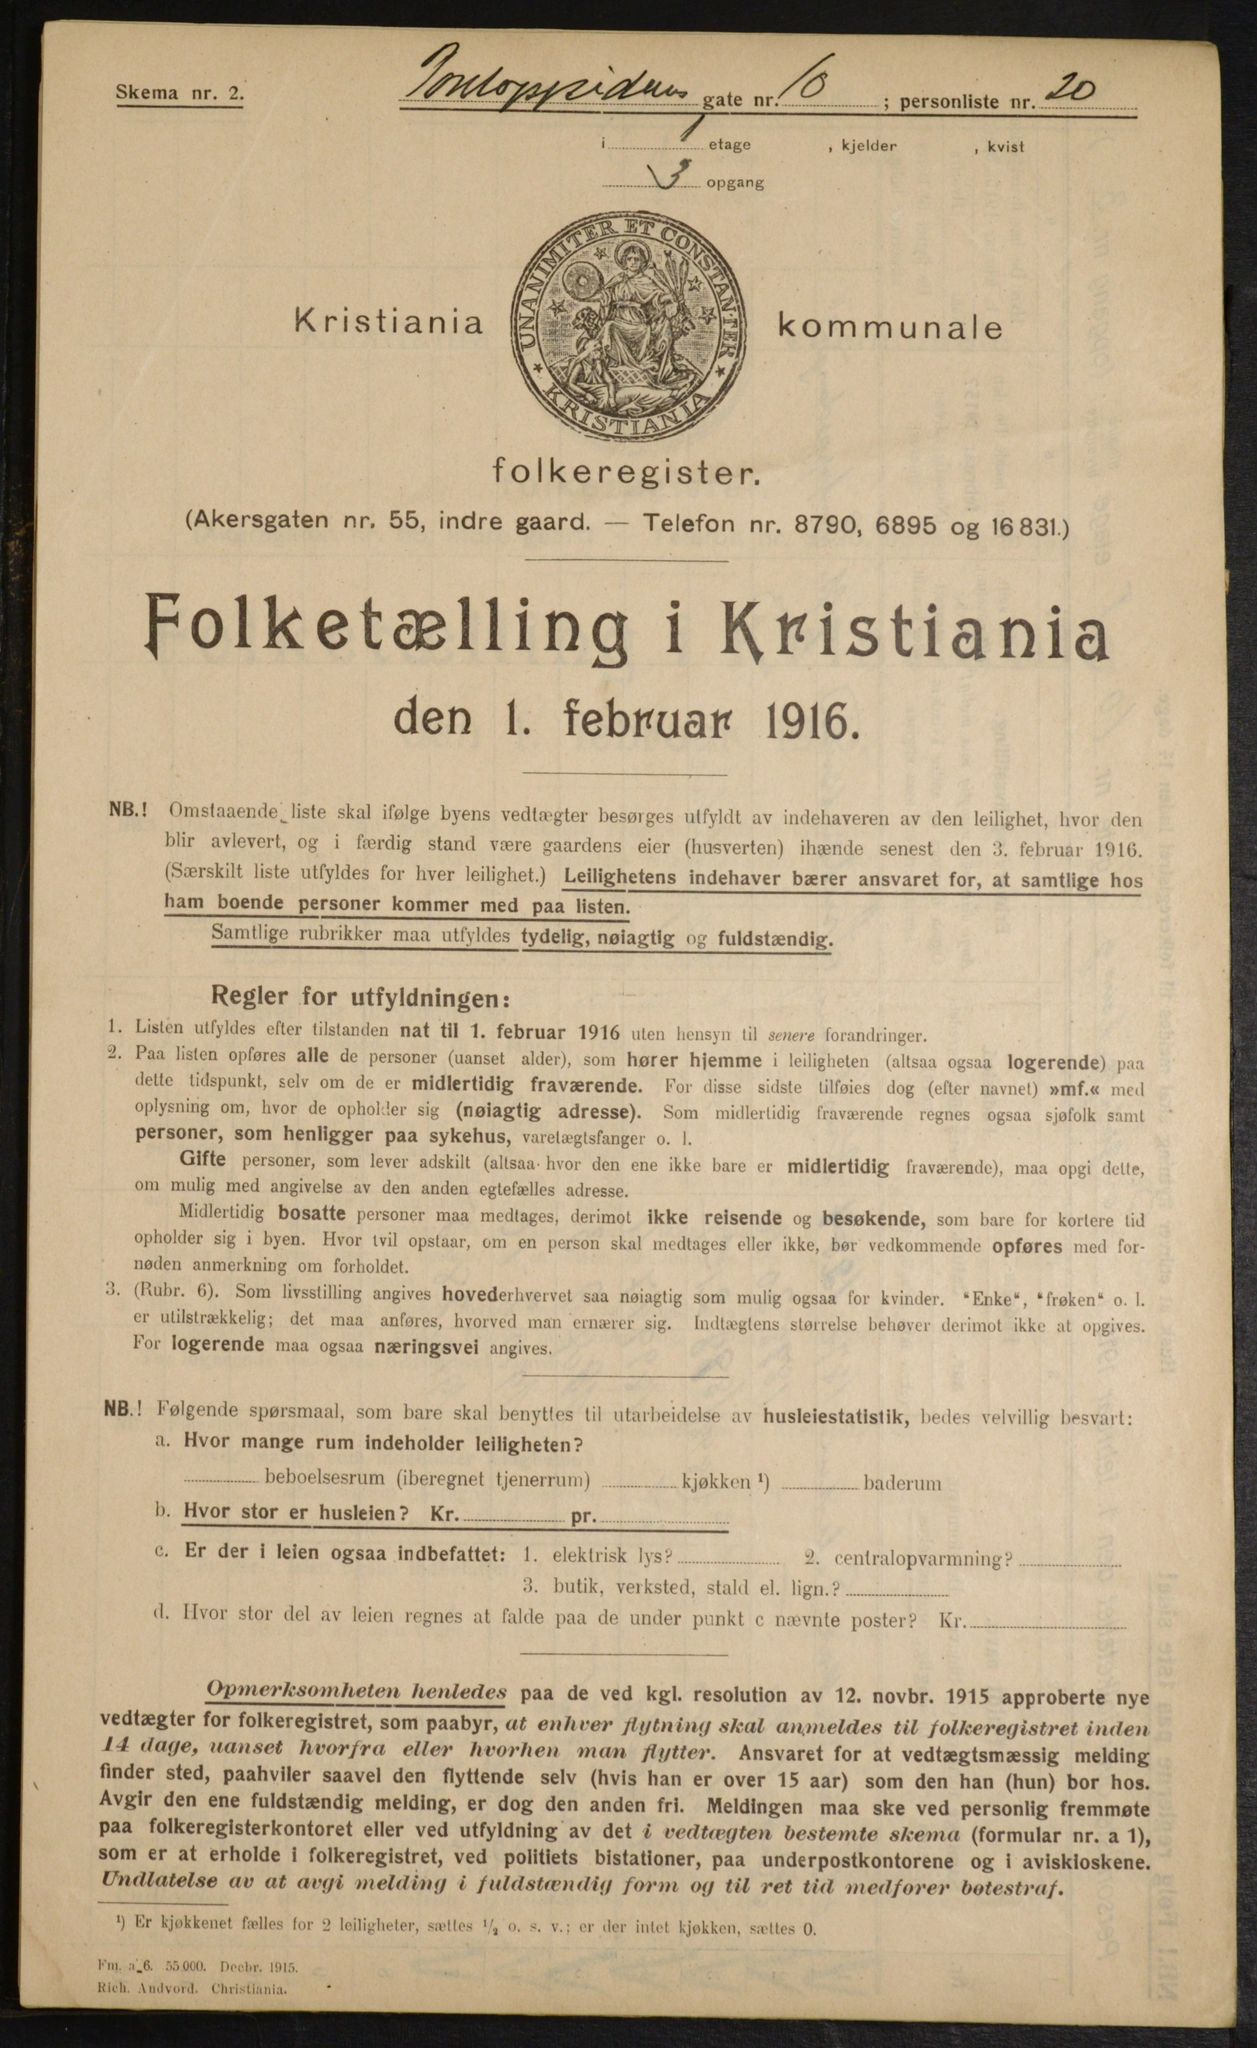 Skema nr. 2.
gate nr. 10 ; personliste nr. 20
i 1 etage , kjelder , kvist
3 opgang
UNANIMITER ET CONSTANTER
KRISTIANIA
Kristiania kommunale
folkeregister.
(Akersgaten nr. 55, indre gaard. — Telefon nr. 8790, 6895 og 16 831.)
Folketælling i Kristiania
den 1. februar 1916.
NB.! Omstaaende liste skal ifølge byens vedtægter besørges utfyldt av indehaveren av den leilighet, hvor den
blir avlevert, og i færdig stand være gaardens eier (husverten) ihænde senest den 3. februar 1916.
(Særskilt liste utfyldes for hver leilighet.) Leilighetens indehaver bærer ansvaret for, at samtlige hos
ham boende personer kommer med paa listen.
Samtlige rubrikker maa utfyldes tydelig, nøiagtig og fuldstændig.
Regler for utfyldningen:
1. Listen utfyldes efter tilstanden nat til 1. februar 1916 uten hensyn til senere forandringer.
2. Paa listen opføres alle de personer (uanset alder), som hører hjemme i leiligheten (altsaa ogsaa logerende) paa
dette tidspunkt, selv om de er midlertidig fraværende. For disse sidste tilføies dog (efter navnet) »mf.« med
oplysning om, hvor de opholder sig (nøiagtig adresse). Som midlertidig fraværende regnes ogsaa sjøfolk samt
personer, som henligger paa sykehus, varetægtsfanger o. l.
Gifte personer, som lever adskilt (altsaa hvor den ene ikke bare er midlertidig fraværende), maa opgi dette,
om mulig med angivelse av den anden egtefælles adresse.
Midlertidig bosatte personer maa medtages, derimot ikke reisende og besøkende, som bare for kortere tid
opholder sig i byen. Hvor tvil opstaar, om en person skal medtages eller ikke, bør vedkommende opføres med for-
nøden anmerkning om forholdet.
3. (Rubr. 6). Som livsstilling angives hovederhvervet saa nøiagtig som mulig ogsaa for kvinder. "Enke", "frøken" o. l.
er utilstrækkelig; det maa anføres, hvorved man ernærer sig. Indtægtens størrelse behøver derimot ikke at opgives.
For logerende maa ogsaa næringsvei angives.
NB.! Følgende spørsmaal, som bare skal benyttes til utarbeidelse av husleiestatistik, bedes velvillig besvart:
a. Hvor mange rum indeholder leiligheten?
beboelsesrum (iberegnet tjenerrum) kjøkken ¹) baderum
b. Hvor stor er husleien? Kr. pr.
c. Er der i leien ogsaa indbefattet: 1. elektrisk lys? 2. centralopvarmning?
3. butik, verksted, stald el. lign.?
d. Hvor stor del av leien regnes at falde paa de under punkt c nævnte poster? Kr.
Opmerksomheten henledes paa de ved kgl. resolution av 12. novbr. 1915 approberte nye
vedtægter for folkeregistret, som paabyr, at enhver flytning skal anmeldes til folkeregistret inden
14 dage, uanset hvorfra eller hvorhen man flytter. Ansvaret for at vedtægtsmæssig melding
finder sted, paahviler saavel den flyttende selv (hvis han er over 15 aar) som den han (hun) bor hos.
Avgir den ene fuldstændig melding, er dog den anden fri. Meldingen maa ske ved personlig fremmøte
paa folkeregisterkontoret eller ved utfyldning av det i vedtægten bestemte skema (formular nr. a 1),
som er at erholde i folkeregistret, ved politiets bistationer, paa underpostkontorene og i aviskioskene.
Undlatelse av at avgi melding i fuldstændig form og til ret tid medfører bøtestraf.
¹) Er kjøkkenet fælles for 2 leiligheter, sættes ½ o. s. v.; er der intet kjøkken, sættes 0.
Fm. a 6. 55,000. Decbr. 1915.
Rich. Andvord. Christiania.